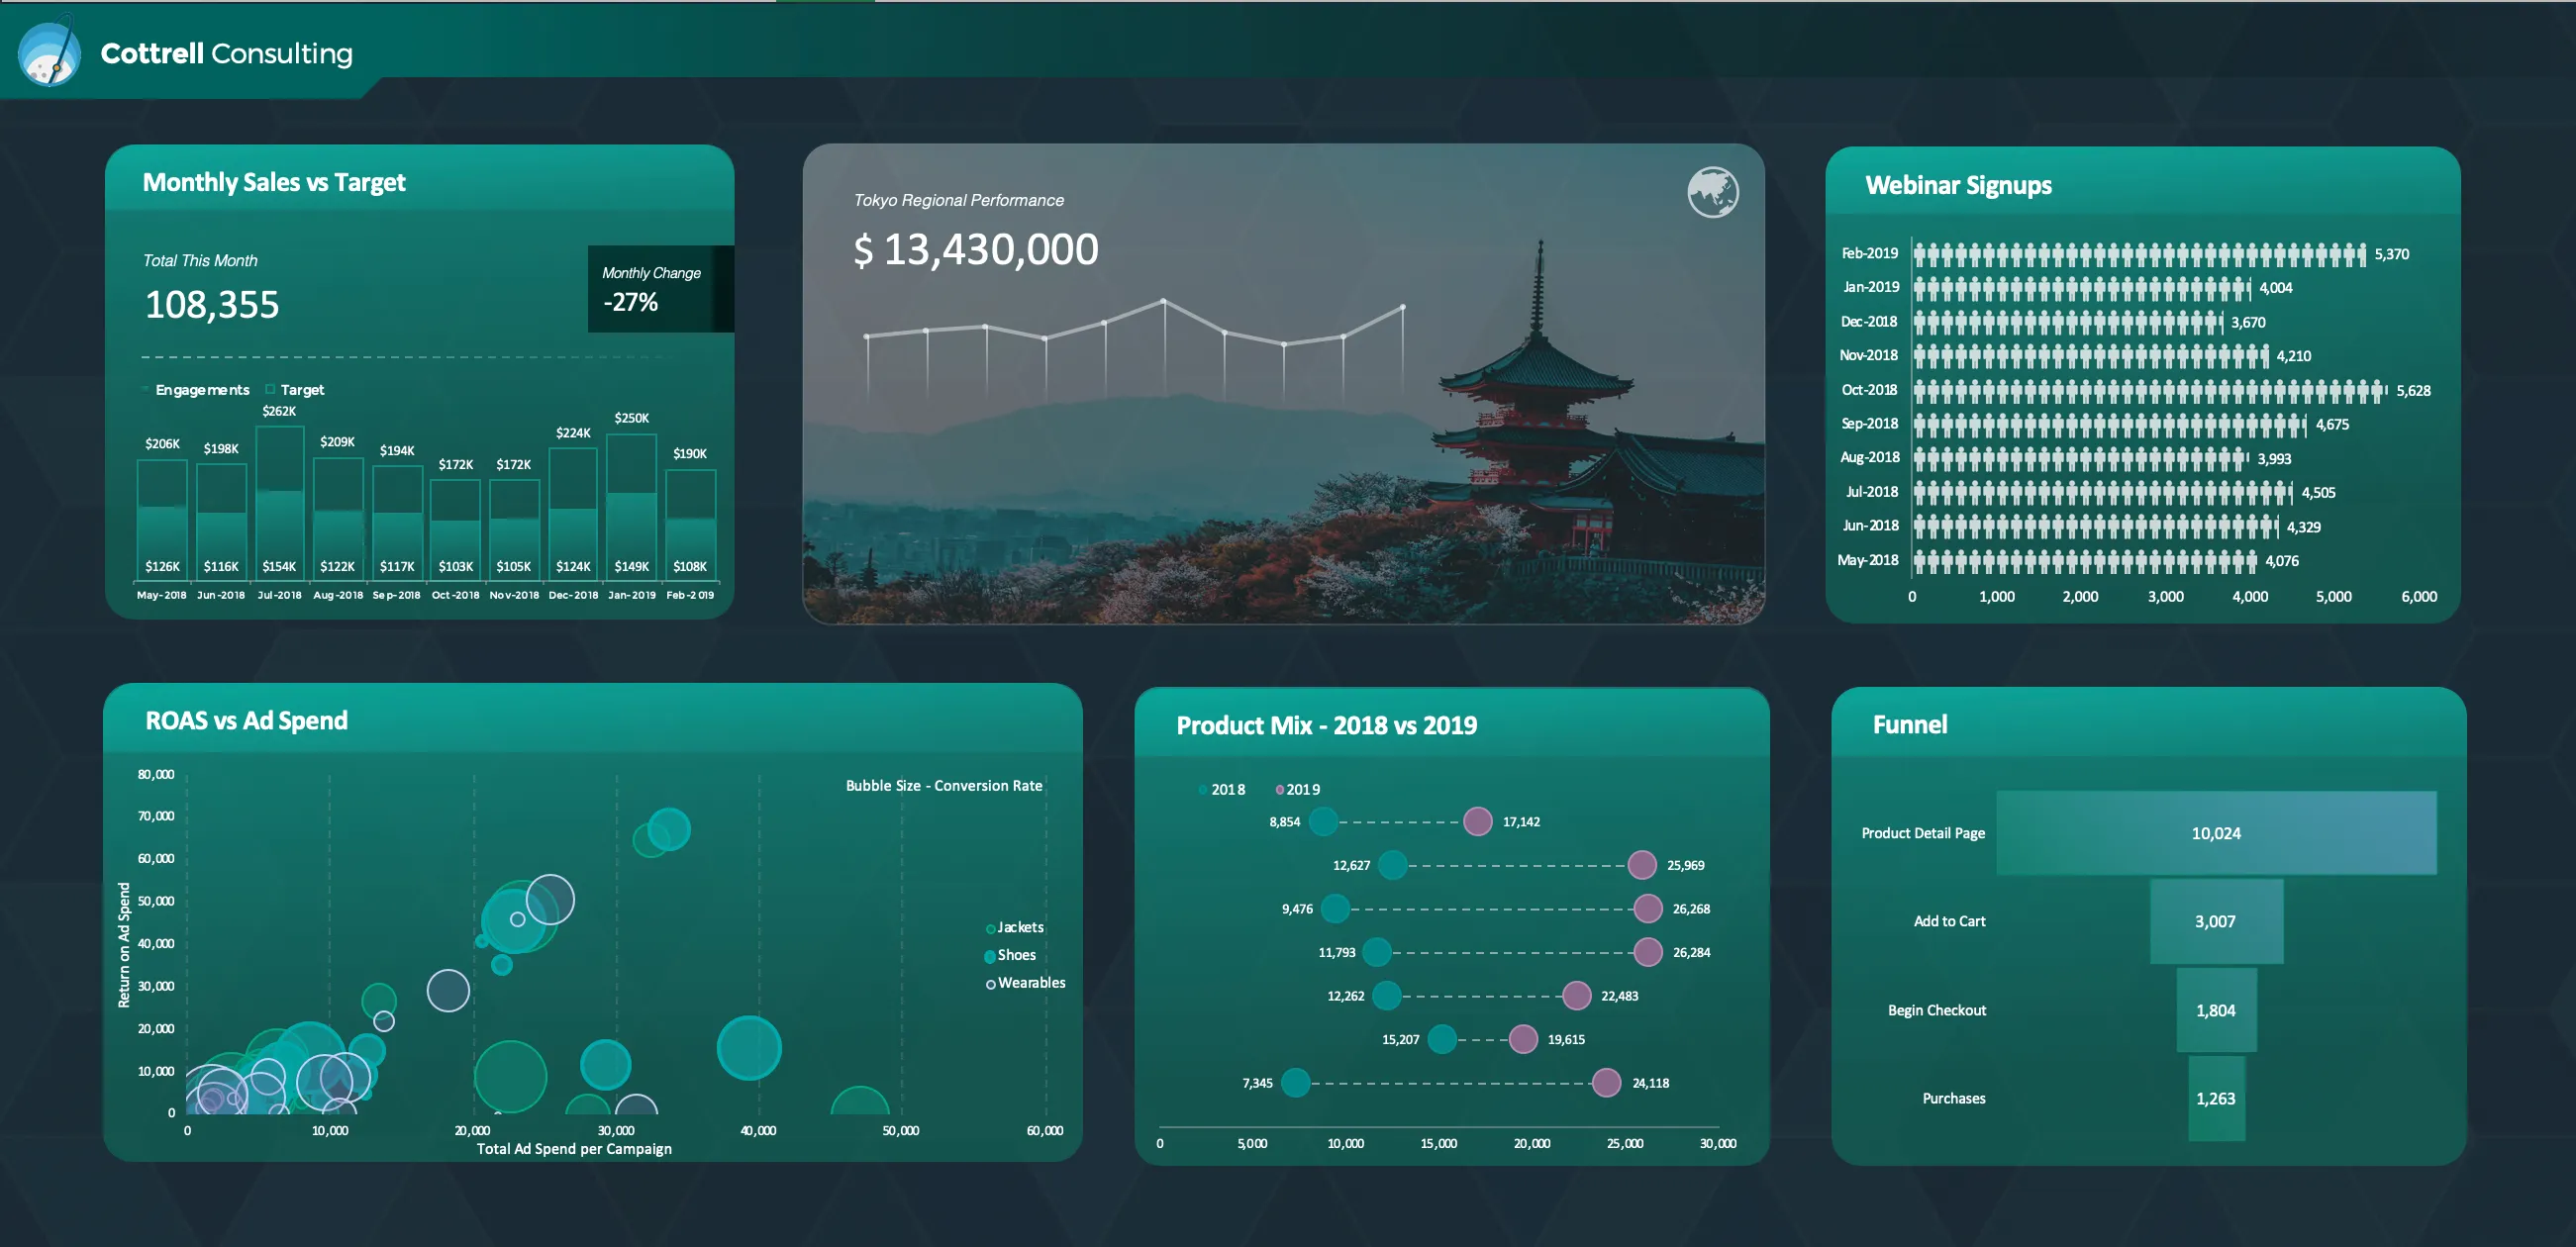 Cottrell Consulting
Monthly Sales vs Target
Total This Month
108,355
Monthly Change
-27%
Engagements Target
$206K $198K $262K $209K $194K $172K $172K $224K $250K $190K
$126K $116K $154K $122K $117K $103K $105K $124K $149K $108K
May-2018 Jun-2018 Jul-2018 Aug-2018 Sep-2018 Oct-2018 Nov-2018 Dec-2018 Jan-2019 Feb-2019
Tokyo Regional Performance
$ 13,430,000
Webinar Signups
Feb-2019 5,370
Jan-2019 4,004
Dec-2018 3,670
Nov-2018 4,210
Oct-2018 5,628
Sep-2018 4,675
Aug-2018 3,993
Jul-2018 4,505
Jun-2018 4,329
May-2018 4,076
0 1,000 2,000 3,000 4,000 5,000 6,000
ROAS vs Ad Spend
Bubble Size - Conversion Rate
Return on Ad Spend
80,000
70,000
60,000
50,000
40,000
30,000
20,000
10,000
0
Jackets
Shoes
Wearables
0 10,000 20,000 30,000 40,000 50,000 60,000
Total Ad Spend per Campaign
Product Mix - 2018 vs 2019
2018 2019
8,854 17,142
12,627 25,969
9,476 26,268
11,793 26,284
12,262 22,483
15,207 19,615
7,345 24,118
0 5,000 10,000 15,000 20,000 25,000 30,000
Funnel
Product Detail Page 10,024
Add to Cart 3,007
Begin Checkout 1,804
Purchases 1,263